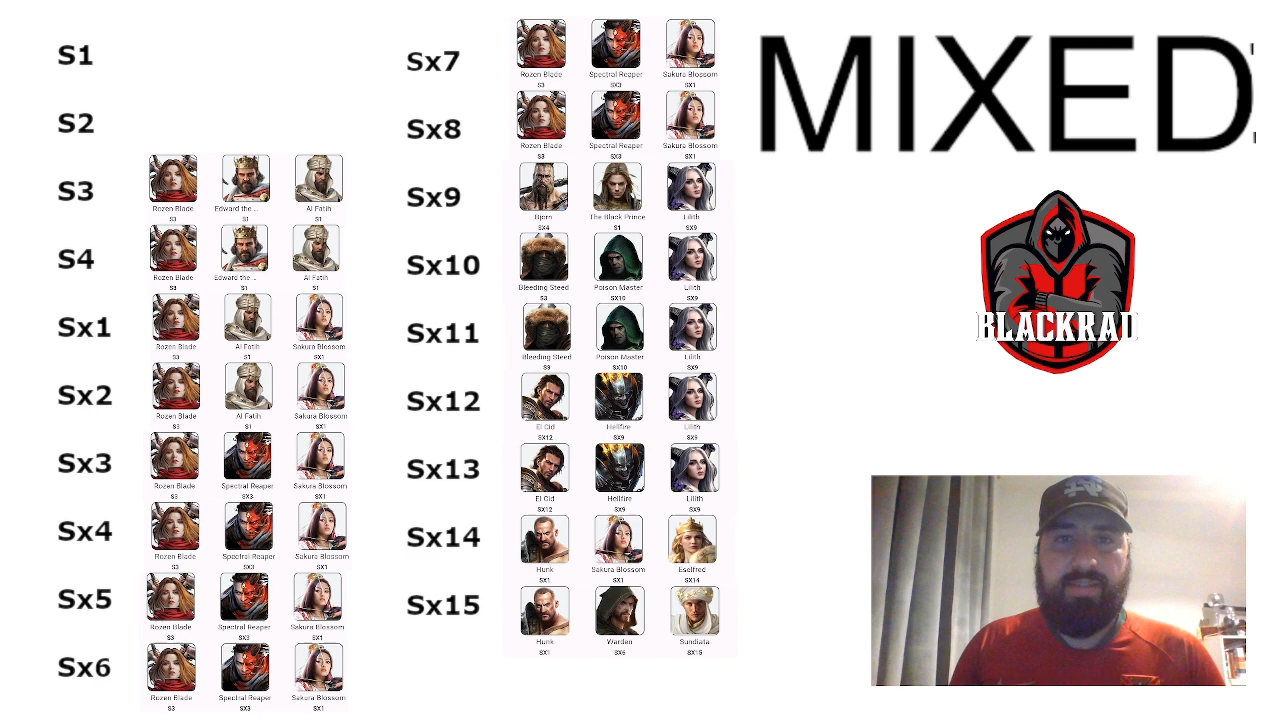 S1
S2
S3
Rozen Blade Edward the ... Al Fatih
S3 S1 S1
S4
Rozen Blade Edward the ... Al Fatih
S3 S1 S1
Sx1
Rozen Blade Al Fatih Sakura Blossom
S3 S1 SX1
Sx2
Rozen Blade Al Fatih Sakura Blossom
S3 S1 SX1
Sx3
Rozen Blade Spectral Reaper Sakura Blossom
S3 SX3 SX1
Sx4
Rozen Blade Spectral Reaper Sakura Blossom
S3 SX3 SX1
Sx5
Rozen Blade Spectral Reaper Sakura Blossom
S3 SX3 SX1
Sx6
Rozen Blade Spectral Reaper Sakura Blossom
S3 SX3 SX1
Sx7
Rozen Blade Spectral Reaper Sakura Blossom
S3 SX3 SX1
Sx8
Rozen Blade Spectral Reaper Sakura Blossom
S3 SX3 SX1
Sx9
Bjorn The Black Prince Lilith
SX4 S1 SX9
Sx10
Bleeding Steed Poison Master Lilith
S3 SX10 SX9
Sx11
Bleeding Steed Poison Master Lilith
S3 SX10 SX9
Sx12
El Cid Hellfire Lilith
SX12 SX9 SX9
Sx13
El Cid Hellfire Lilith
SX12 SX9 SX9
Sx14
Hunk Sakura Blossom Eselfred
SX1 SX1 SX14
Sx15
Hunk Warden Sundiata
SX1 SX6 SX15
MIXED
BLACKRAD